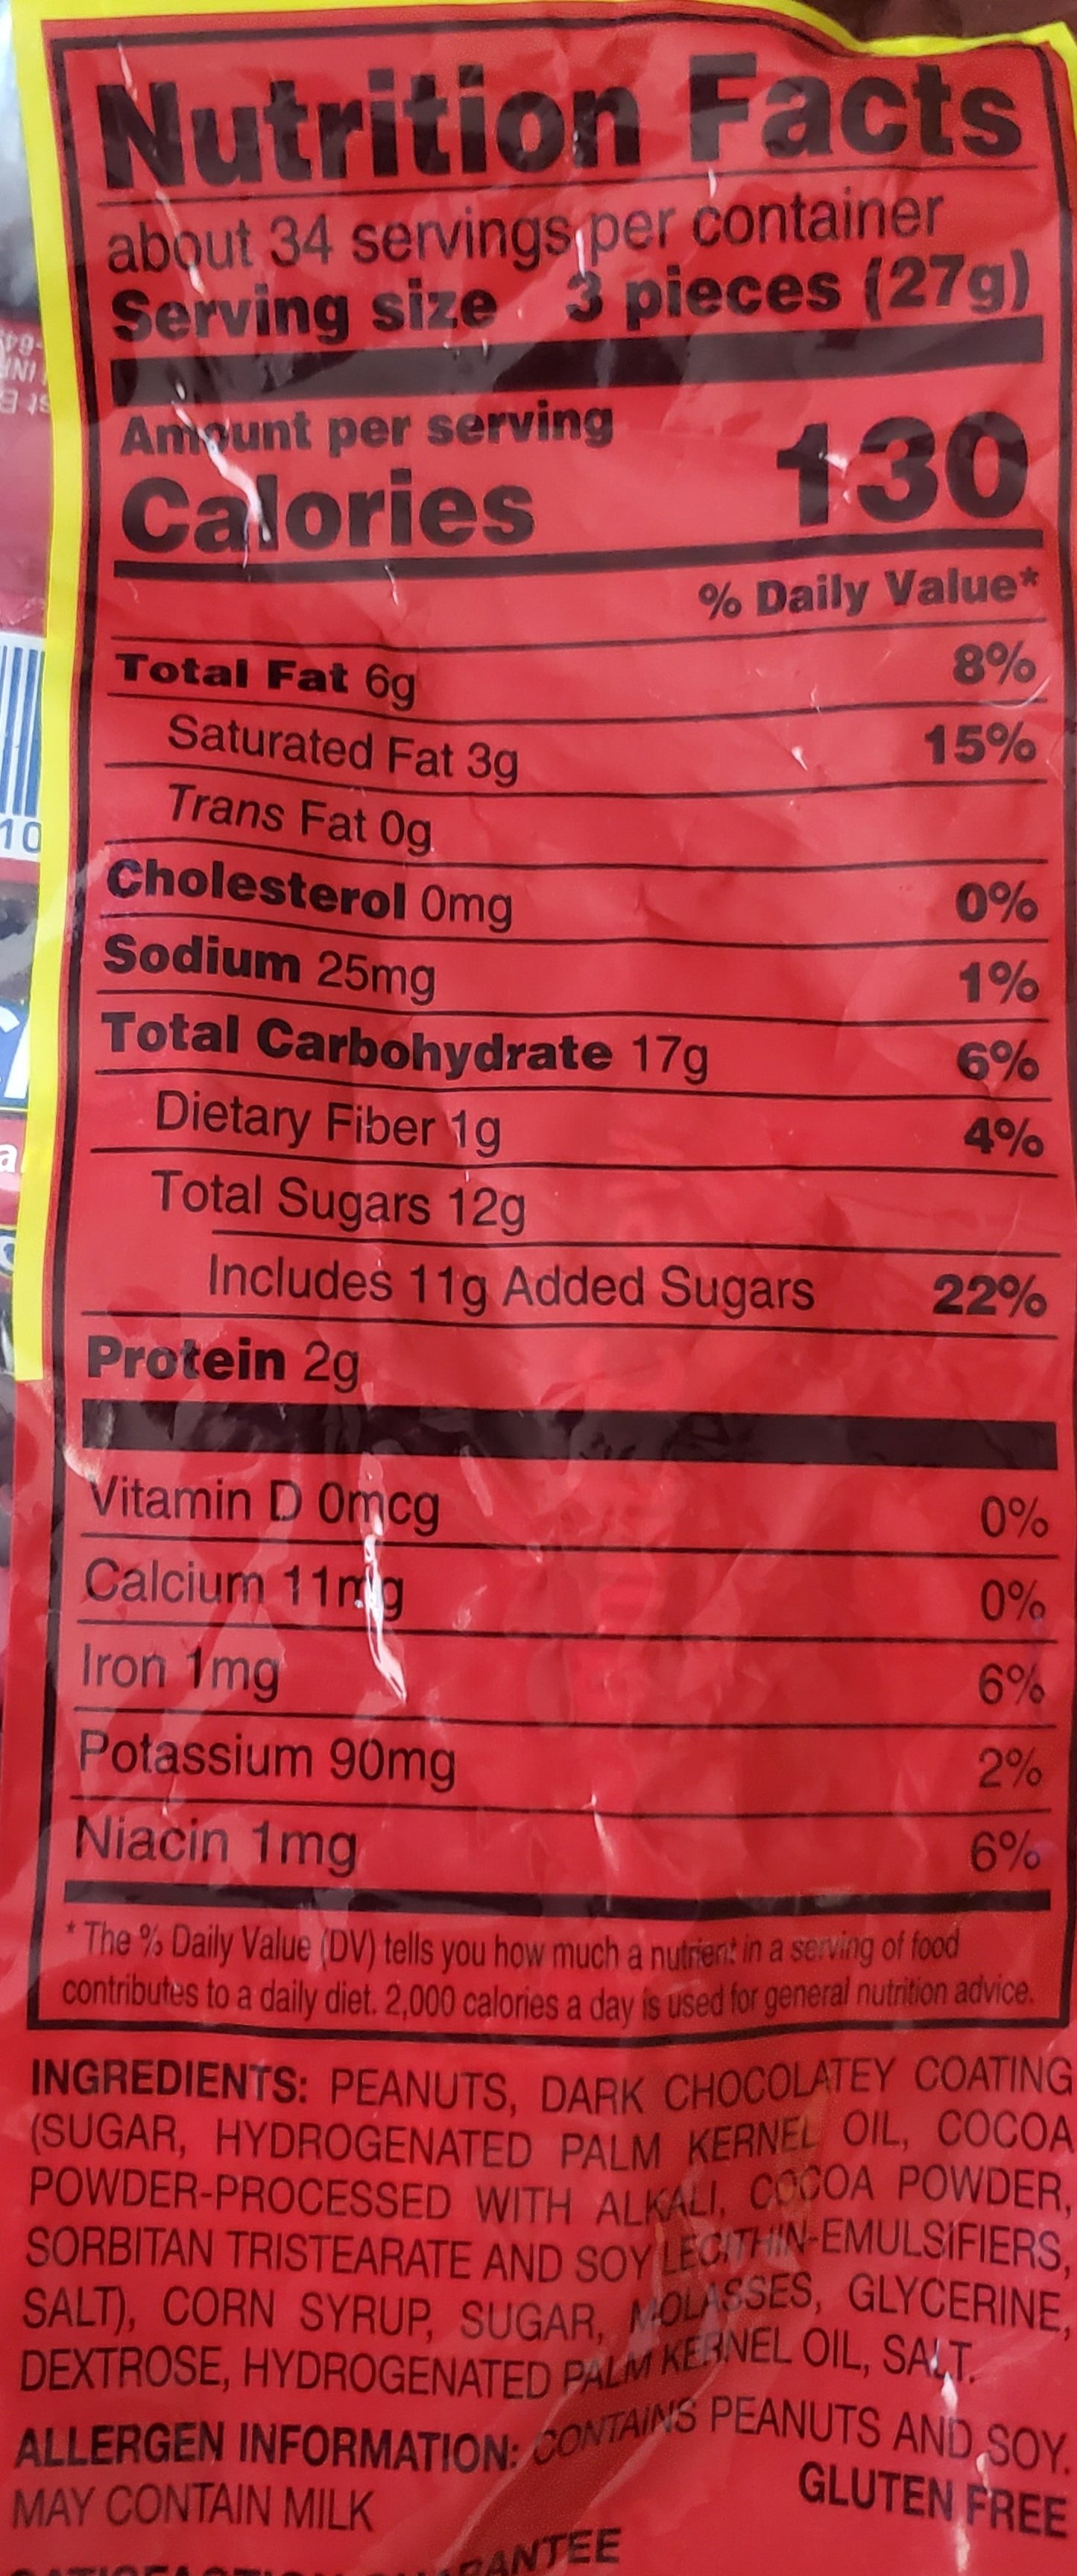 Nutrition Facts
about 34 servings per container
Serving size 3 pieces (27g)
Amount per serving
Calories 130
% Daily Value*
Total Fat 6g 8%
Saturated Fat 3g 15%
Trans Fat 0g
Cholesterol 0mg 0%
Sodium 25mg 1%
Total Carbohydrate 17g 6%
Dietary Fiber 1g 4%
Total Sugars 12g
Includes 11g Added Sugars 22%
Protein 2g
Vitamin D 0mcg 0%
Calcium 11mg 0%
Iron 1mg 6%
Potassium 90mg 2%
Niacin 1mg 6%
* The % Daily Value (DV) tells you how much a nutrient in a serving of food
contributes to a daily diet. 2,000 calories a day is used for general nutrition advice.
INGREDIENTS: PEANUTS, DARK CHOCOLATEY COATING
(SUGAR, HYDROGENATED PALM KERNEL OIL, COCOA
POWDER-PROCESSED WITH ALKALI, COCOA POWDER,
SORBITAN TRISTEARATE AND SOY LECITHIN-EMULSIFIERS,
SALT), CORN SYRUP, SUGAR, MOLASSES, GLYCERINE,
DEXTROSE, HYDROGENATED PALM KERNEL OIL, SALT.
ALLERGEN INFORMATION: CONTAINS PEANUTS AND SOY.
MAY CONTAIN MILK
GLUTEN FREE
10